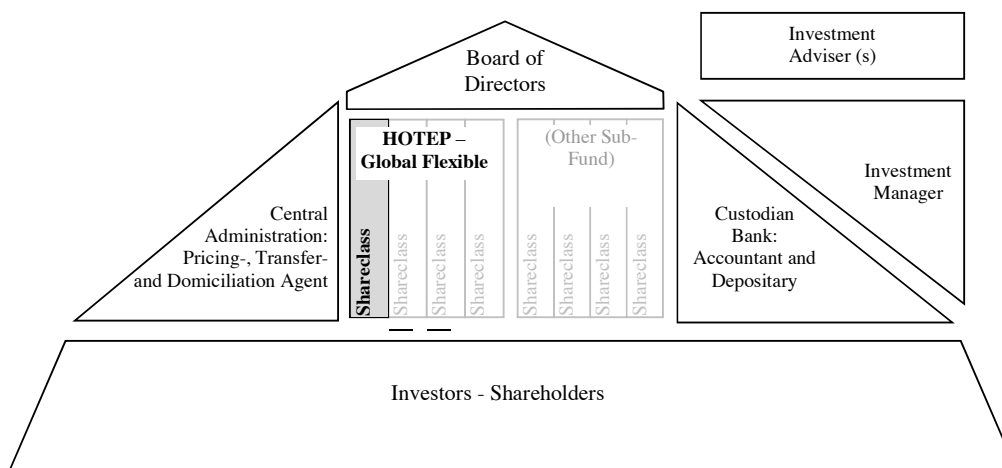 Investment
Adviser (s)
Board of
Directors
HOTEP –
Global Flexible
(Other Sub-
Fund)
Investment
Manager
Central
Administration:
Pricing-, Transfer-
and Domiciliation Agent
Shareclass
Shareclass
Shareclass
Shareclass
Shareclass
Shareclass
Shareclass
Shareclass
Custodian
Bank:
Accountant and
Depositary
Investors - Shareholders